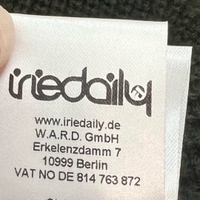 iriedaily
www.iriedaily.de
W.A.R.D. GmbH
Erkelenzdamm 7
10999 Berlin
VAT NO DE 814 763 872